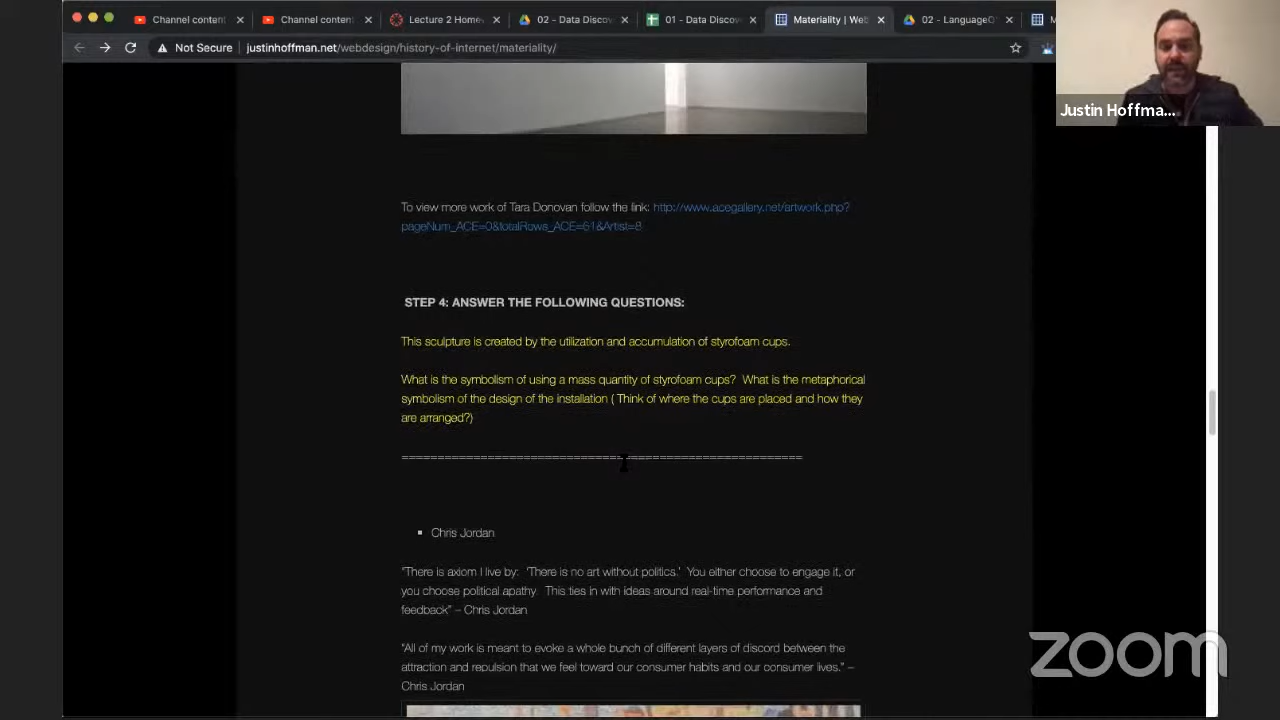 Channel content
Channel content
Lecture 2 Homew
02 - Data Discov
01 - Data Discov
Materiality | Web
02 - LanguageO
Not Secure
justinhoffman.net/webdesign/history-of-internet/materiality/
Justin Hoffma...
To view more work of Tara Donovan follow the link: http://www.acegallery.net/artwork.php?
pageNum_ACE=0&totalRows_ACE=61&Artist=8
STEP 4: ANSWER THE FOLLOWING QUESTIONS:
This sculpture is created by the utilization and accumulation of styrofoam cups.
What is the symbolism of using a mass quantity of styrofoam cups? What is the metaphorical
symbolism of the design of the installation ( Think of where the cups are placed and how they
are arranged?)
========================================================
Chris Jordan
"There is axiom I live by: 'There is no art without politics.' You either choose to engage it, or
you choose political apathy. This ties in with ideas around real-time performance and
feedback" – Chris Jordan
"All of my work is meant to evoke a whole bunch of different layers of discord between the
attraction and repulsion that we feel toward our consumer habits and our consumer lives." –
Chris Jordan
zoom